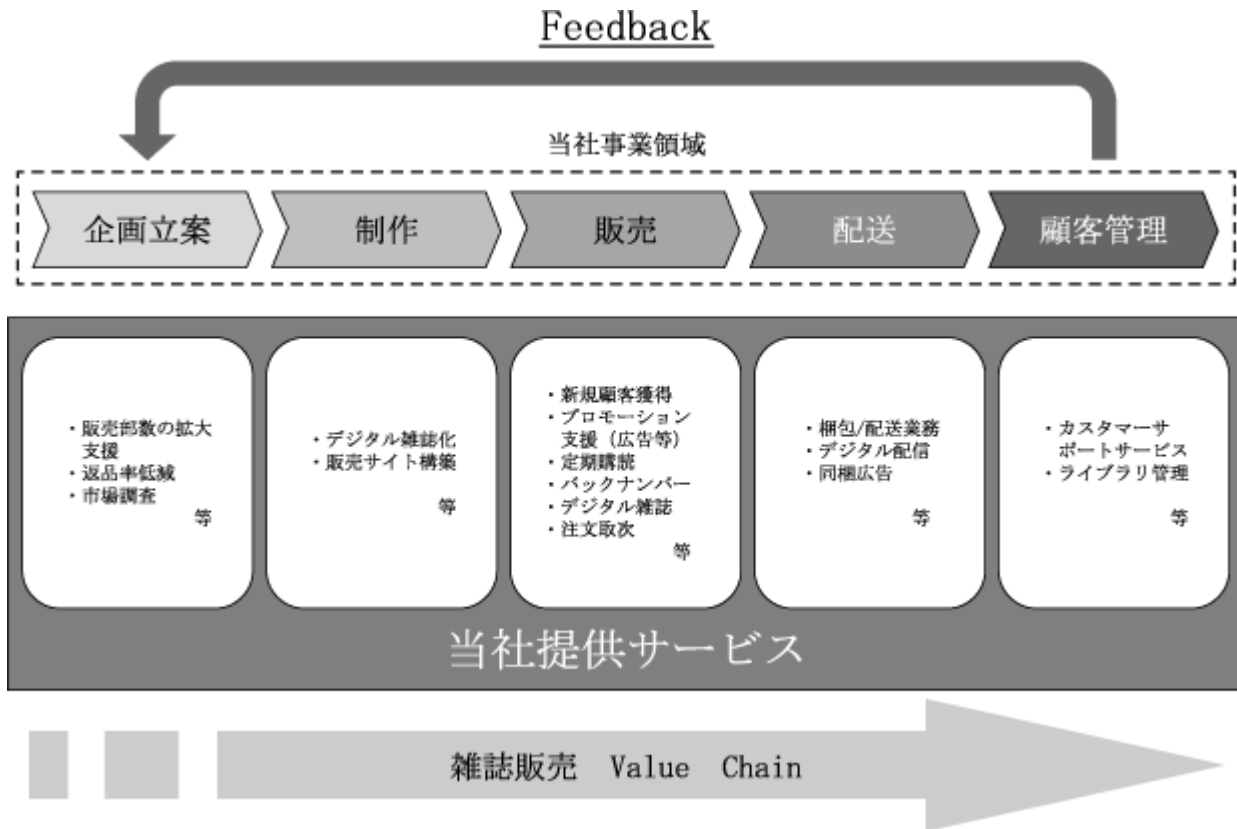 Feedback
当社事業領域
企画立案
制作
販売
配送
顧客管理
・販売部数の拡大
支援
・返品率低減
・市場調査
等
・デジタル雑誌化
・販売サイト構築
等
・新規顧客獲得
・プロモーション
支援（広告等）
・定期購読
・バックナンバー
・デジタル雑誌
・注文取次
等
・梱包/配送業務
・デジタル配信
・同梱広告
等
・カスタマーサ
ポートサービス
・ライブラリ管理
等
当社提供サービス
雑誌販売　Value　Chain